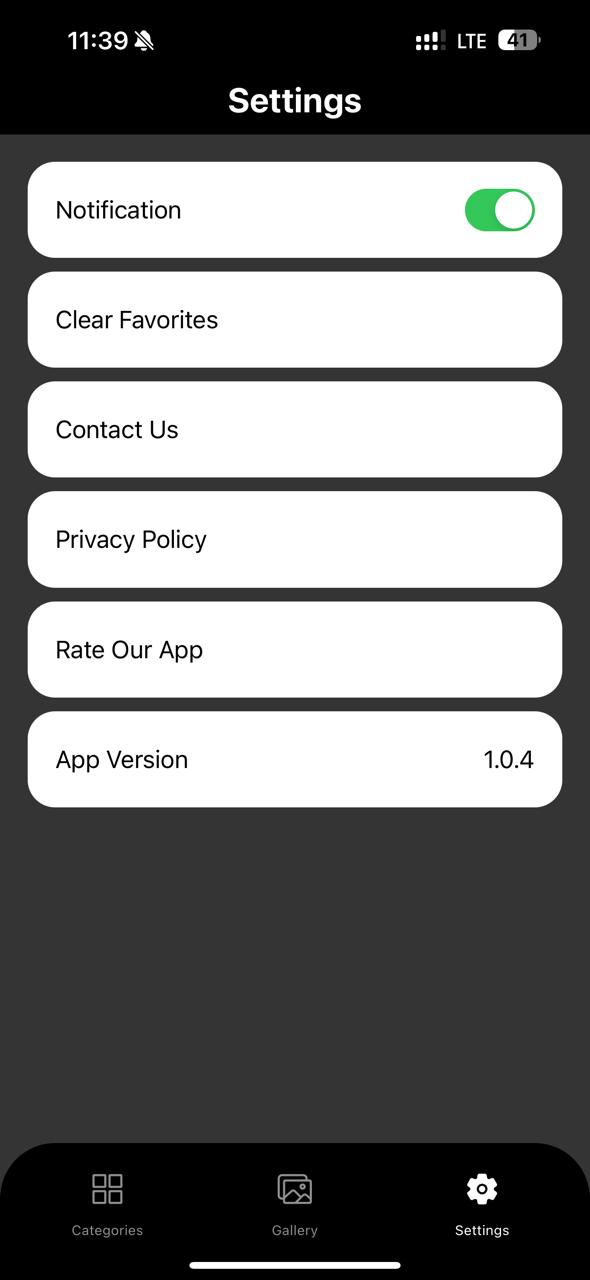 11:39 LTE 41
Settings
Notification
Clear Favorites
Contact Us
Privacy Policy
Rate Our App
App Version 1.0.4
Categories Gallery Settings